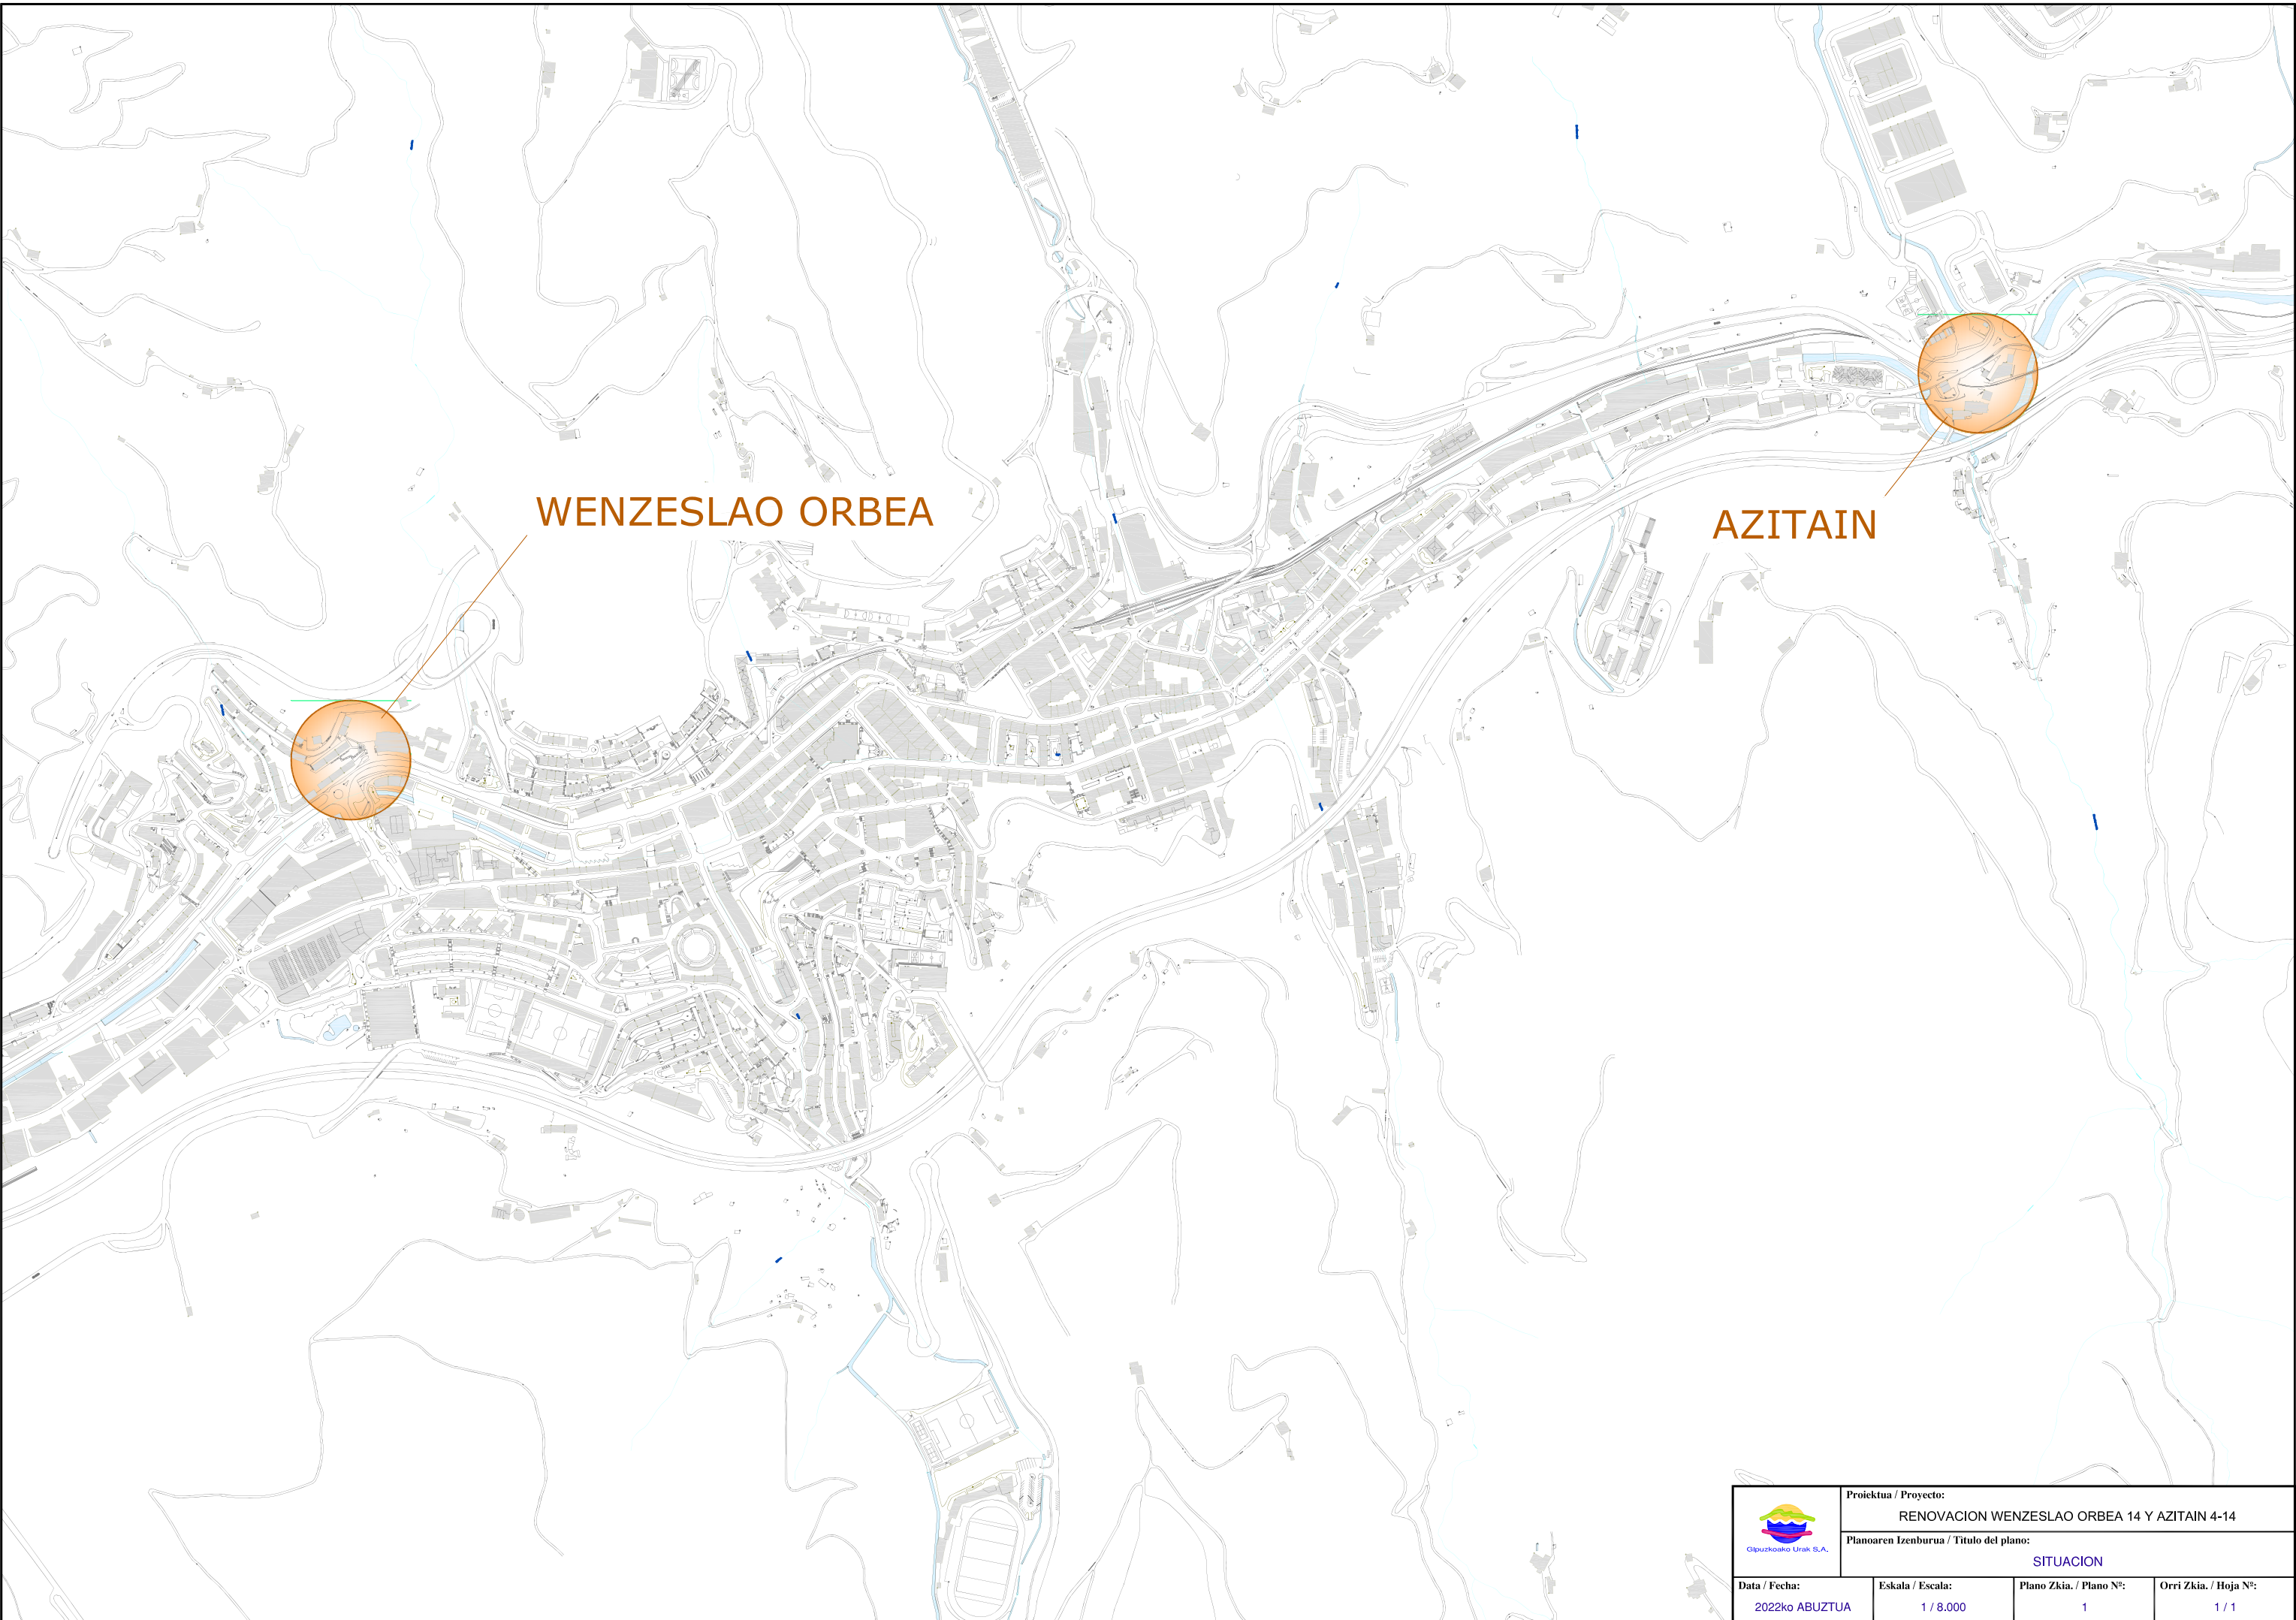 WENZESLAO ORBEA
AZITAIN
Gipuzkoako Urak S.A.
Proiektua / Proyecto:
RENOVACION WENZESLAO ORBEA 14 Y AZITAIN 4-14
Planoaren Izenburua / Titulo del plano:
SITUACION
Data / Fecha:
2022ko ABUZTUA
Eskala / Escala:
1 / 8.000
Plano Zkia. / Plano Nº:
1
Orri Zkia. / Hoja Nº:
1 / 1